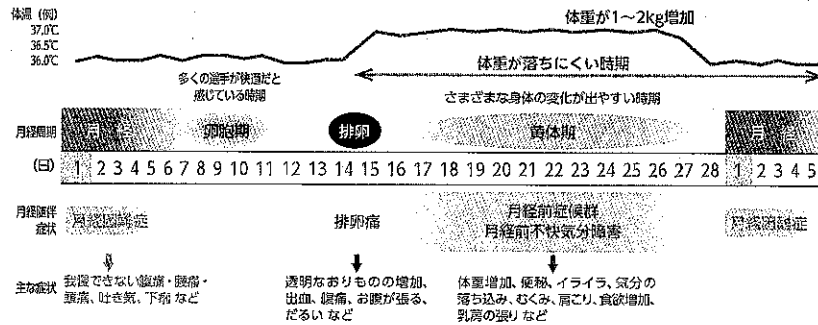 体温（例）
37.0℃
36.5℃
36.0℃
体重が1～2kg増加
体重が落ちにくい時期
多くの選手が快適だと
感じている時期
さまざまな身体の変化が出やすい時期
月経周期
月経
卵胞期
排卵
黄体期
月経
(日)
1 2 3 4 5 6 7 8 9 10 11 12 13 14 15 16 17 18 19 20 21 22 23 24 25 26 27 28 1 2 3 4 5
月経随伴
症状
月経困難症
排卵痛
月経前症候群
月経前不快気分障害
月経困難症
主な症状
我慢できない腹痛・腰痛・
頭痛、吐き気、下痢 など
透明なおりものの増加、
出血、腹痛、お腹が張る、
だるい など
体重増加、便秘、イライラ、気分の
落ち込み、むくみ、肩こり、食欲増加、
乳房の張り など